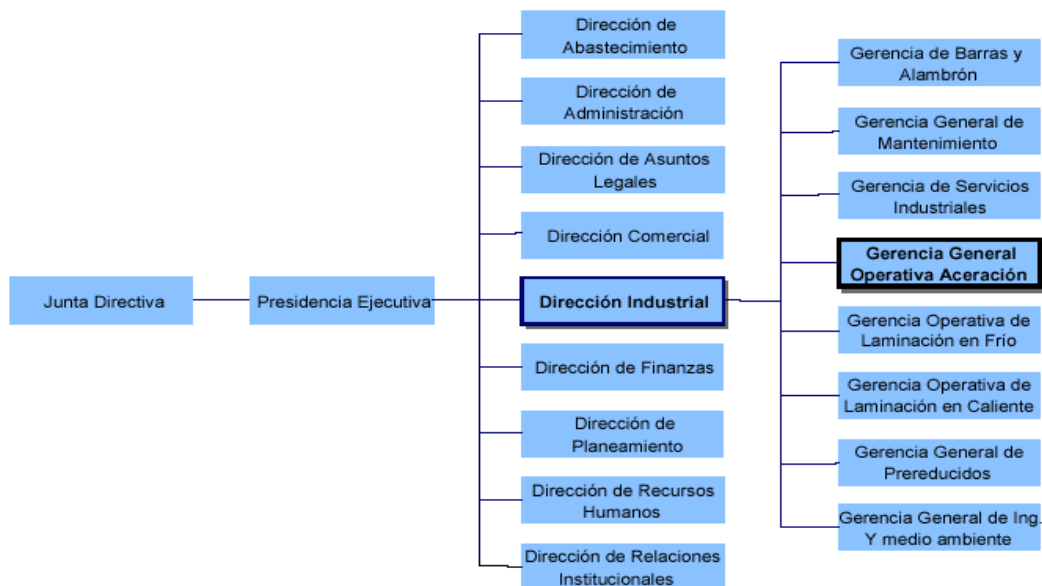 Junta Directiva
Presidencia Ejecutiva
Dirección de
Abastecimiento
Dirección de
Administración
Dirección de Asuntos
Legales
Dirección Comercial
Dirección Industrial
Dirección de Finanzas
Dirección de
Planeamiento
Dirección de Recursos
Humanos
Dirección de Relaciones
Institucionales
Gerencia de Barras y
Alambrón
Gerencia General de
Mantenimiento
Gerencia de Servicios
Industriales
Gerencia General
Operativa Aceración
Gerencia Operativa de
Laminación en Frío
Gerencia Operativa de
Laminación en Caliente
Gerencia General de
Prereducidos
Gerencia General de Ing.
Y medio ambiente